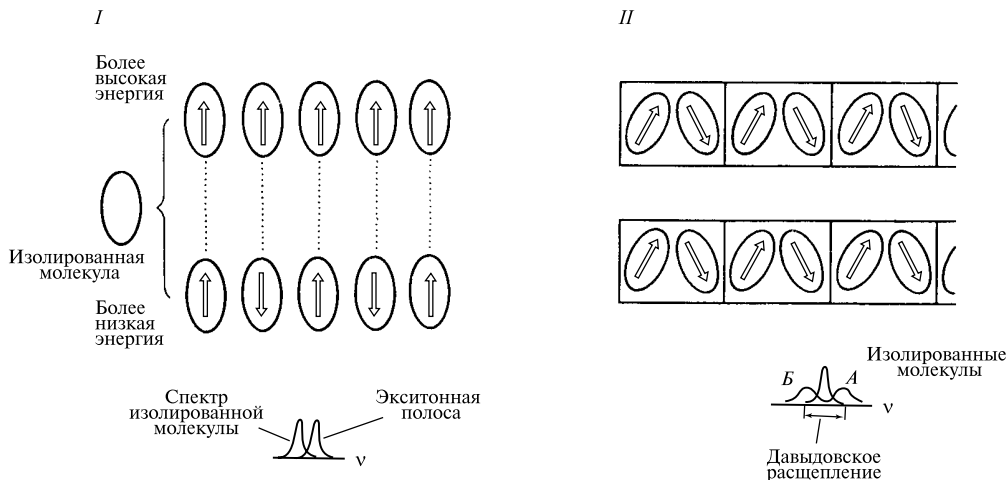 I
Более
высокая
энергия
Изолированная
молекула
Более
низкая
энергия
Спектр
изолированной
молекулы
Экситонная
полоса
ν
II
Изолированные
молекулы
Б
А
ν
Давыдовское
расщепление